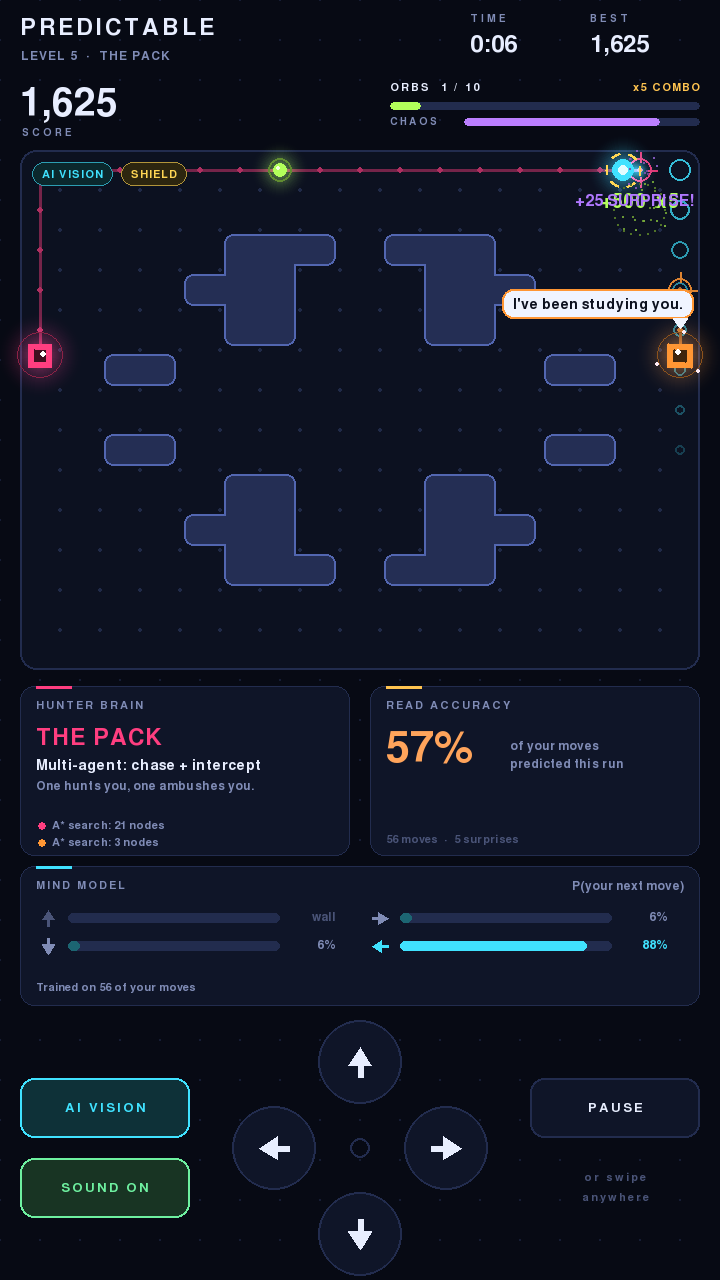 PREDICTABLE
LEVEL 5 · THE PACK
TIME
0:06
BEST
1,625
1,625
SCORE
ORBS 1 / 10
x5 COMBO
CHAOS
AI VISION
SHIELD
I've been studying you.
HUNTER BRAIN
THE PACK
Multi-agent: chase + intercept
One hunts you, one ambushes you.
A* search: 21 nodes
A* search: 3 nodes
READ ACCURACY
57%
of your moves
predicted this run
56 moves · 5 surprises
MIND MODEL
P(your next move)
wall
6%
6%
88%
Trained on 56 of your moves
AI VISION
SOUND ON
PAUSE
or swipe
anywhere